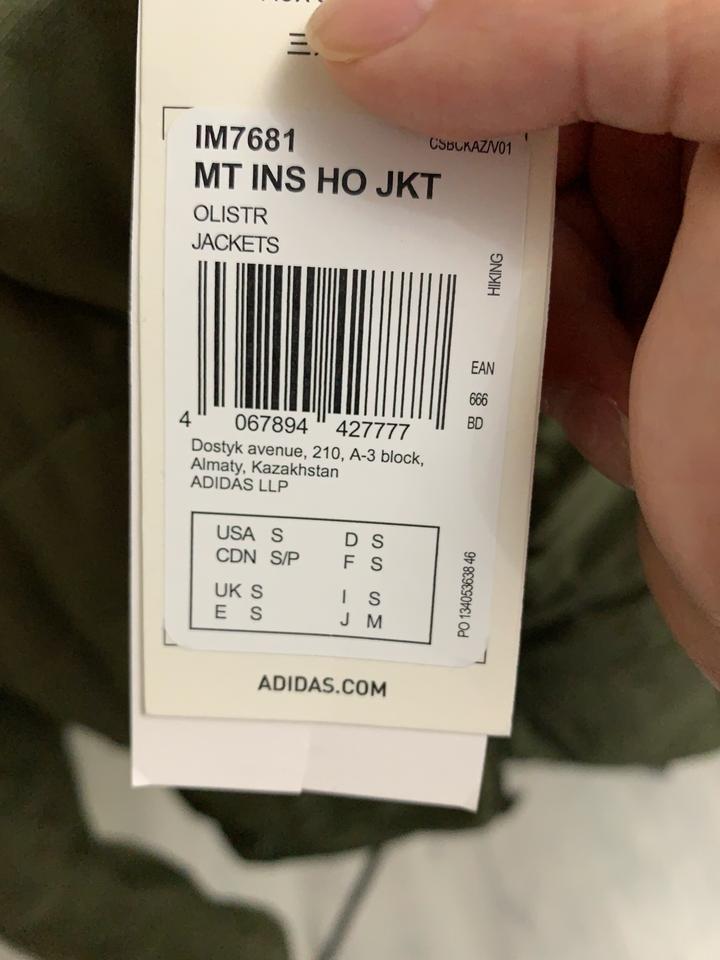 IM7681
CSBCKAZ/V01
MT INS HO JKT
OLISTR
JACKETS
HIKING
EAN
666
BD
4 067894 427777
Dostyk avenue, 210, A-3 block,
Almaty, Kazakhstan
ADIDAS LLP
USA S D S
CDN S/P F S
UK S I S
E S J M
PO 1340536638 46
ADIDAS.COM